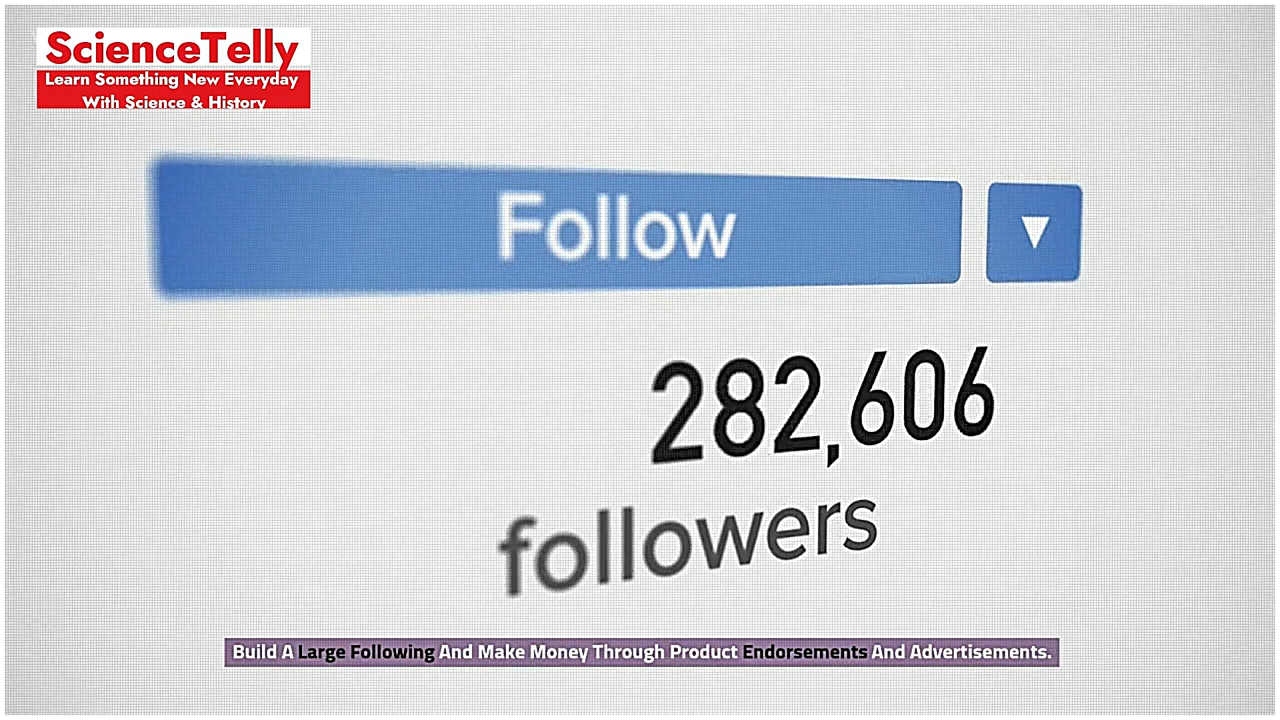 ScienceTelly
Learn Something New Everyday
With Science & History
Follow
282,606
followers
Build A Large Following And Make Money Through Product Endorsements And Advertisements.